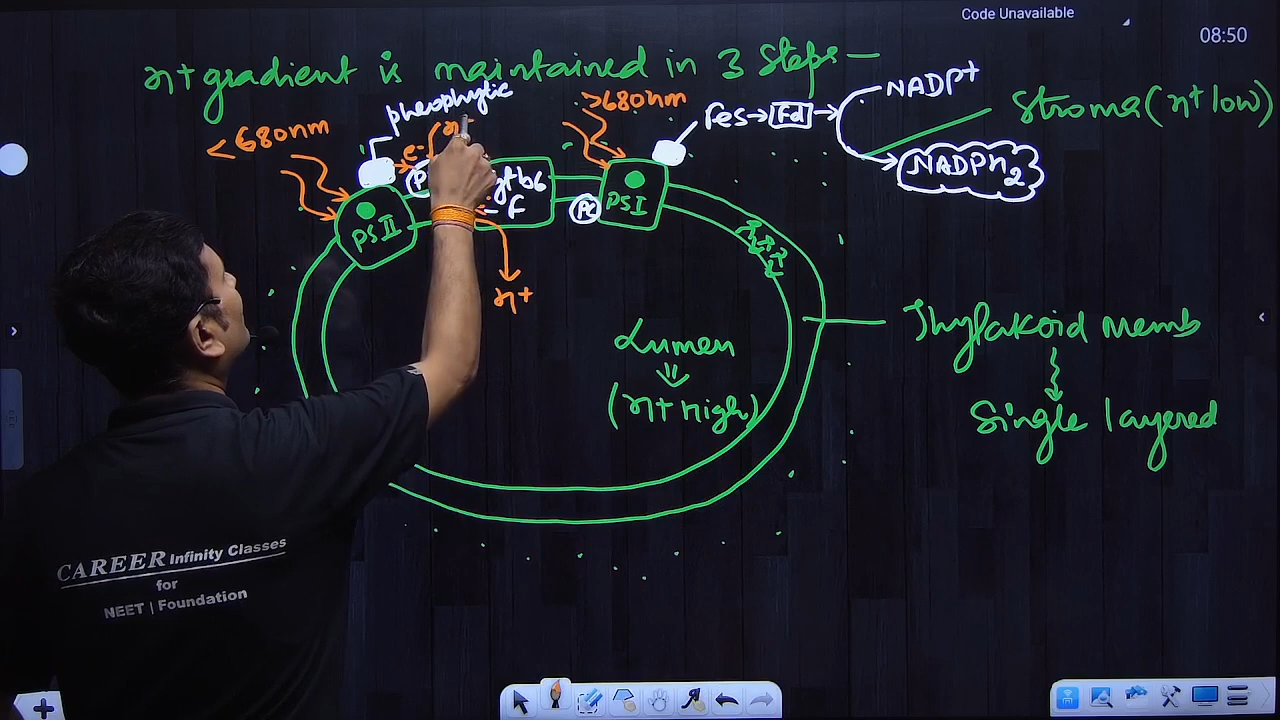 Code Unavailable
08:50
H+ gradient is maintained in 3 steps —
pheophytic
< 680nm
>680nm
e-
Fes → Fd →
NADP+
NADPH2
Stroma (H+ low)
PS II
cytb6
F
PC
PS I
H+
Lumen
(H+ High)
Thylakoid memb
Single layered
CAREER Infinity Classes
for
NEET | Foundation